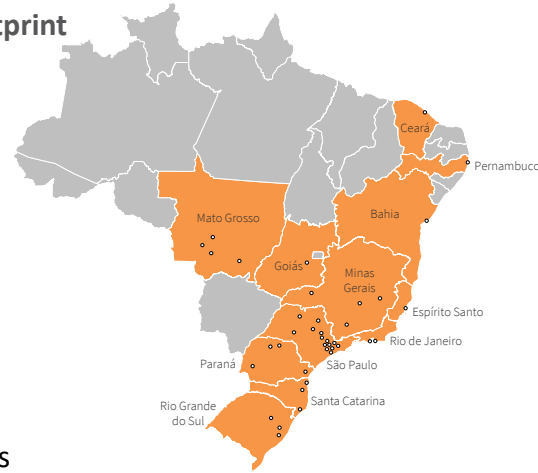 tprint
Ceará
Pernambuco
Mato Grosso
Bahia
Goiás
Minas
Gerais
Espírito Santo
Rio de Janeiro
Paraná
São Paulo
Santa Catarina
Rio Grande
do Sul
s